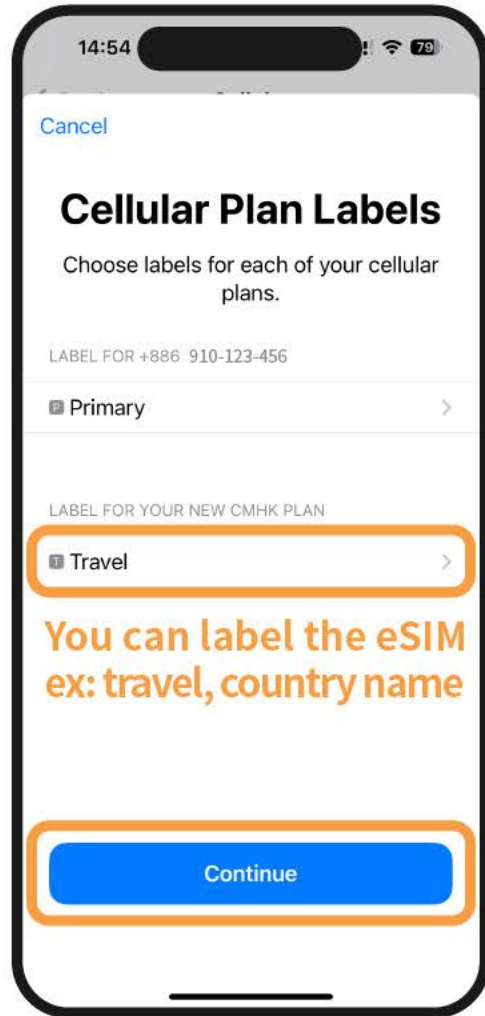 14:54
79
Cancel
Cellular Plan Labels
Choose labels for each of your cellular
plans.
LABEL FOR +886 910-123-456
P Primary
LABEL FOR YOUR NEW CMHK PLAN
T Travel
You can label the eSIM
ex: travel, country name
Continue